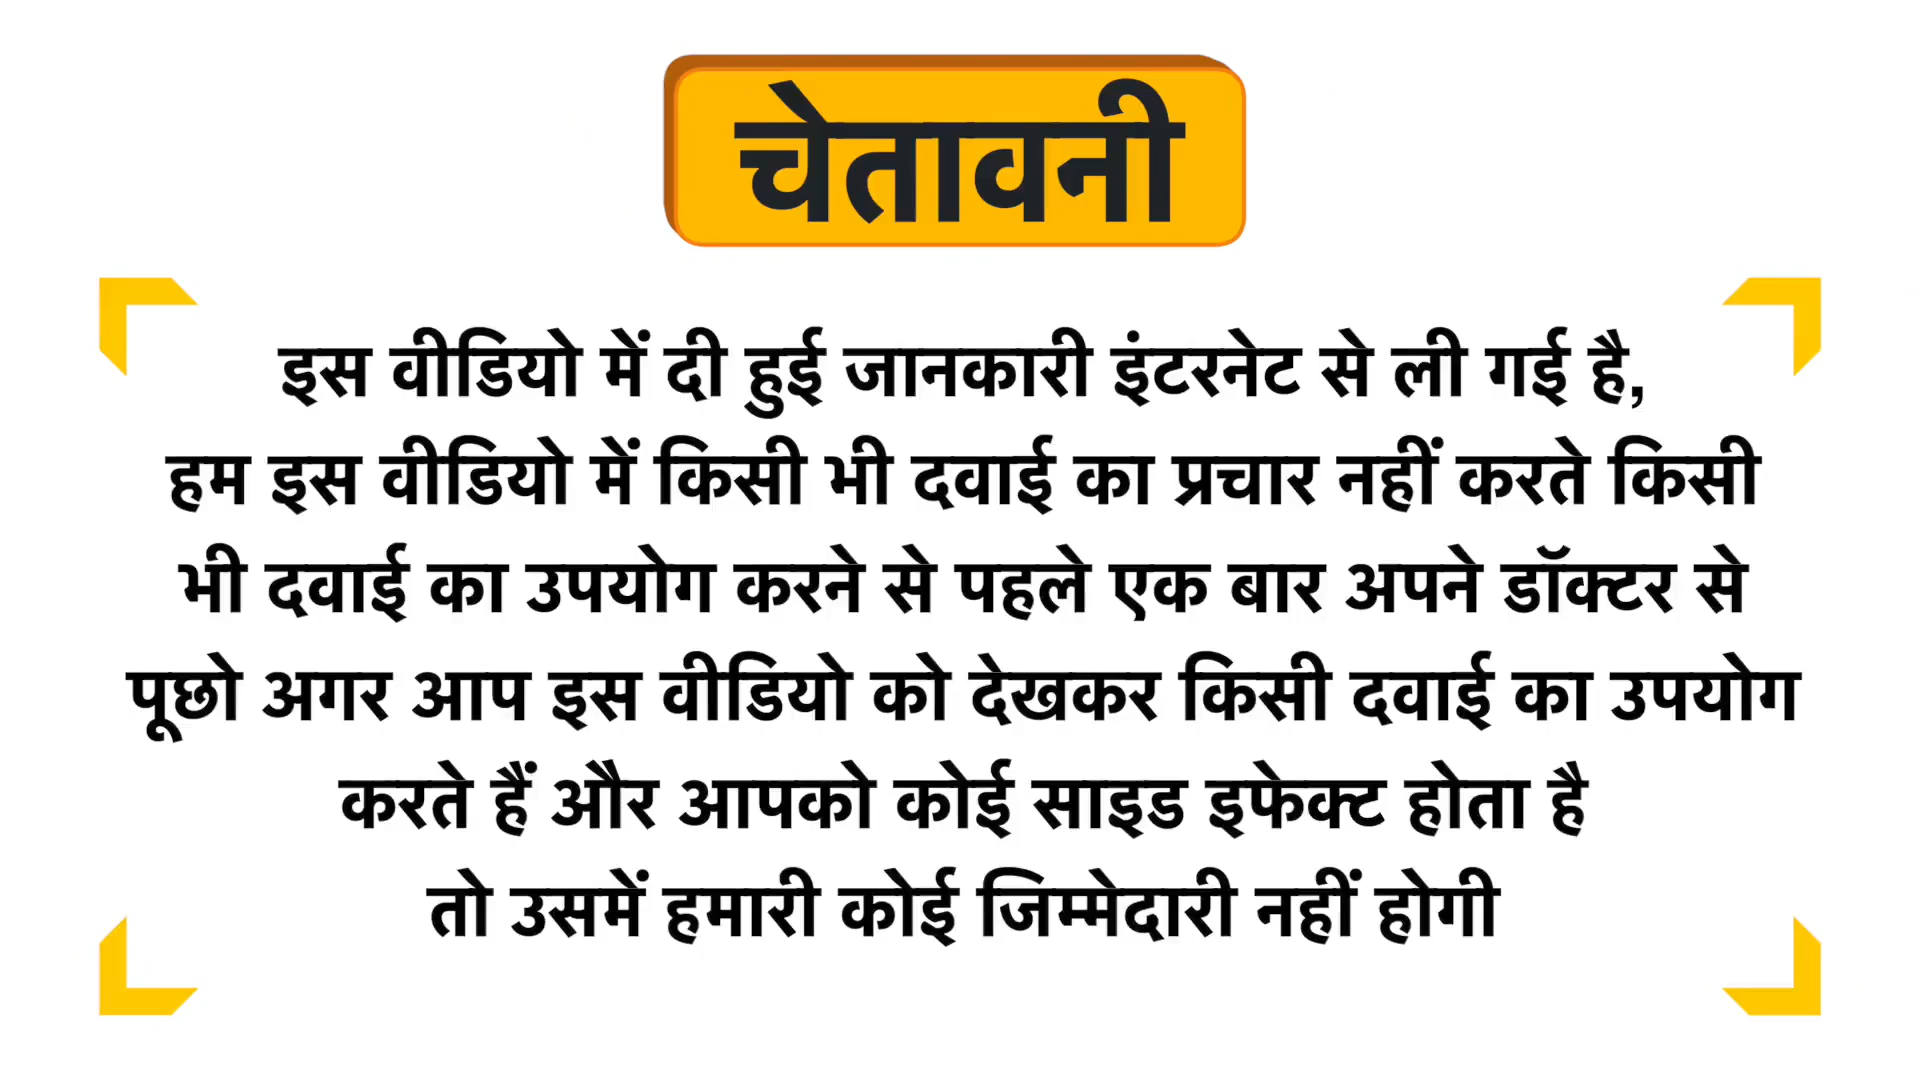 चेतावनी
इस वीडियो में दी हुई जानकारी इंटरनेट से ली गई है,
हम इस वीडियो में किसी भी दवाई का प्रचार नहीं करते किसी
भी दवाई का उपयोग करने से पहले एक बार अपने डॉक्टर से
पूछो अगर आप इस वीडियो को देखकर किसी दवाई का उपयोग
करते हैं और आपको कोई साइड इफेक्ट होता है
तो उसमें हमारी कोई जिम्मेदारी नहीं होगी